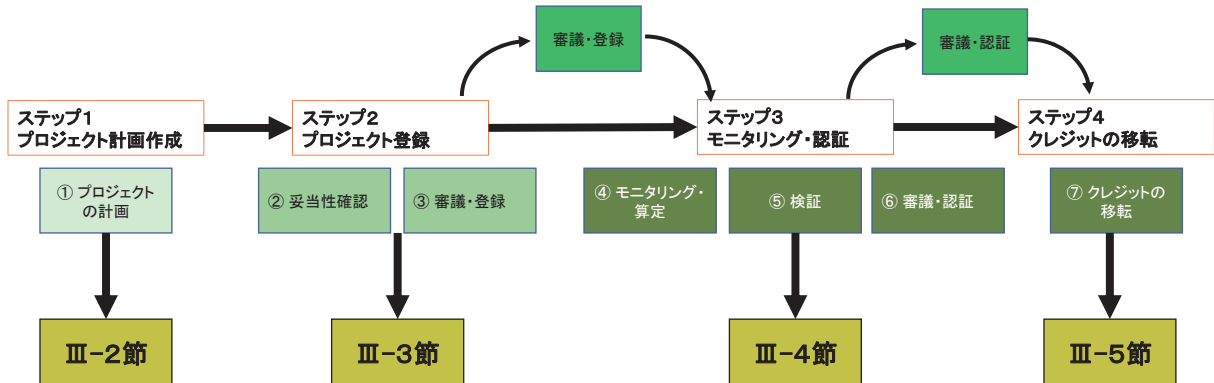 審議・登録
審議・認証
ステップ1
プロジェクト計画作成
ステップ2
プロジェクト登録
ステップ3
モニタリング・認証
ステップ4
クレジットの移転
① プロジェクト
の計画
② 妥当性確認
③ 審議・登録
④ モニタリング・
算定
⑤ 検証
⑥ 審議・認証
⑦ クレジットの
移転
Ⅲ-2節
Ⅲ-3節
Ⅲ-4節
Ⅲ-5節